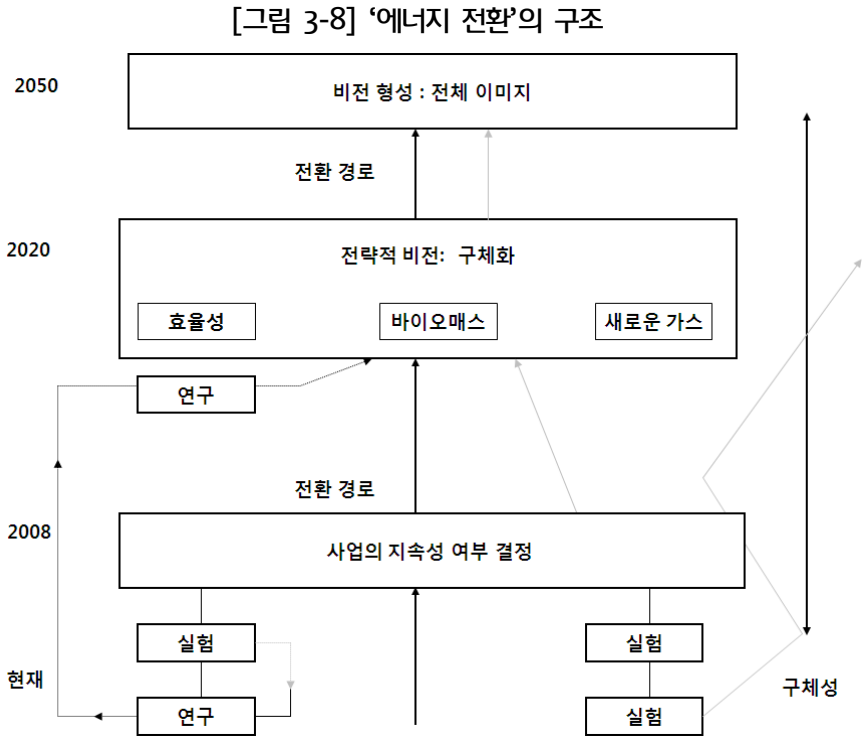 [그림 3-8] ‘에너지 전환’의 구조
2050
비전 형성 : 전체 이미지
전환 경로
2020
전략적 비전: 구체화
효율성
바이오매스
새로운 가스
연구
전환 경로
2008
사업의 지속성 여부 결정
실험
실험
현재
구체성
연구
실험